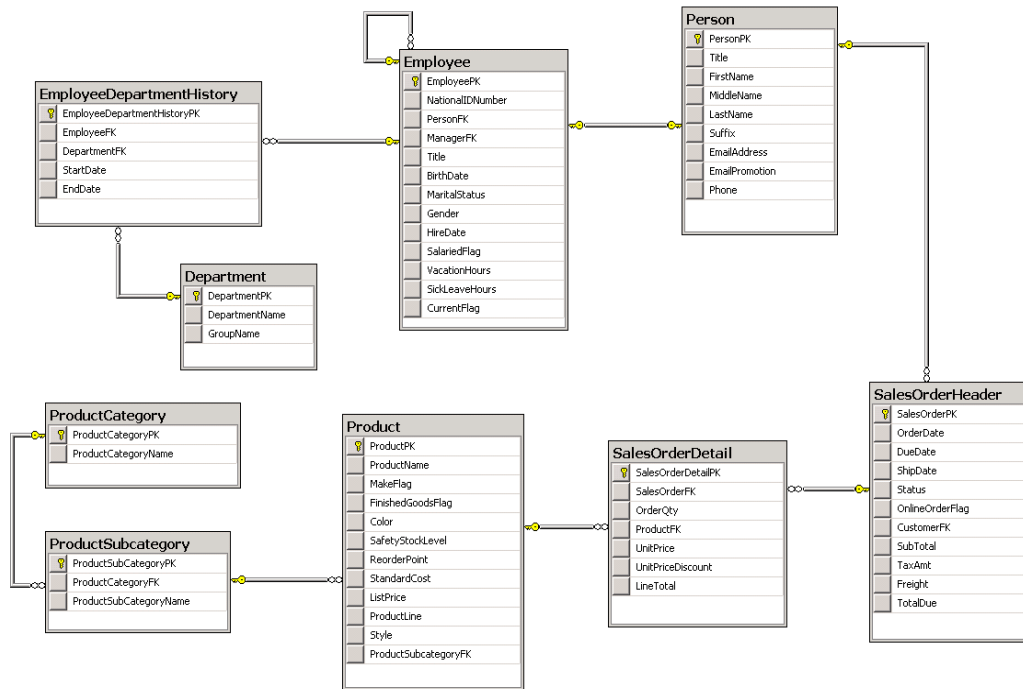 Person
PersonPK
Title
FirstName
MiddleName
LastName
Suffix
EmailAddress
EmailPromotion
Phone
Employee
EmployeePK
NationalIDNumber
PersonFK
ManagerFK
Title
BirthDate
MaritalStatus
Gender
HireDate
SalariedFlag
VacationHours
SickLeaveHours
CurrentFlag
EmployeeDepartmentHistory
EmployeeDepartmentHistoryPK
EmployeeFK
DepartmentFK
StartDate
EndDate
Department
DepartmentPK
DepartmentName
GroupName
ProductCategory
ProductCategoryPK
ProductCategoryName
ProductSubcategory
ProductSubCategoryPK
ProductCategoryFK
ProductSubCategoryName
Product
ProductPK
ProductName
MakeFlag
FinishedGoodsFlag
Color
SafetyStockLevel
ReorderPoint
StandardCost
ListPrice
ProductLine
Style
ProductSubcategoryFK
SalesOrderDetail
SalesOrderDetailPK
SalesOrderFK
OrderQty
ProductFK
UnitPrice
UnitPriceDiscount
LineTotal
SalesOrderHeader
SalesOrderPK
OrderDate
DueDate
ShipDate
Status
OnlineOrderFlag
CustomerFK
SubTotal
TaxAmt
Freight
TotalDue